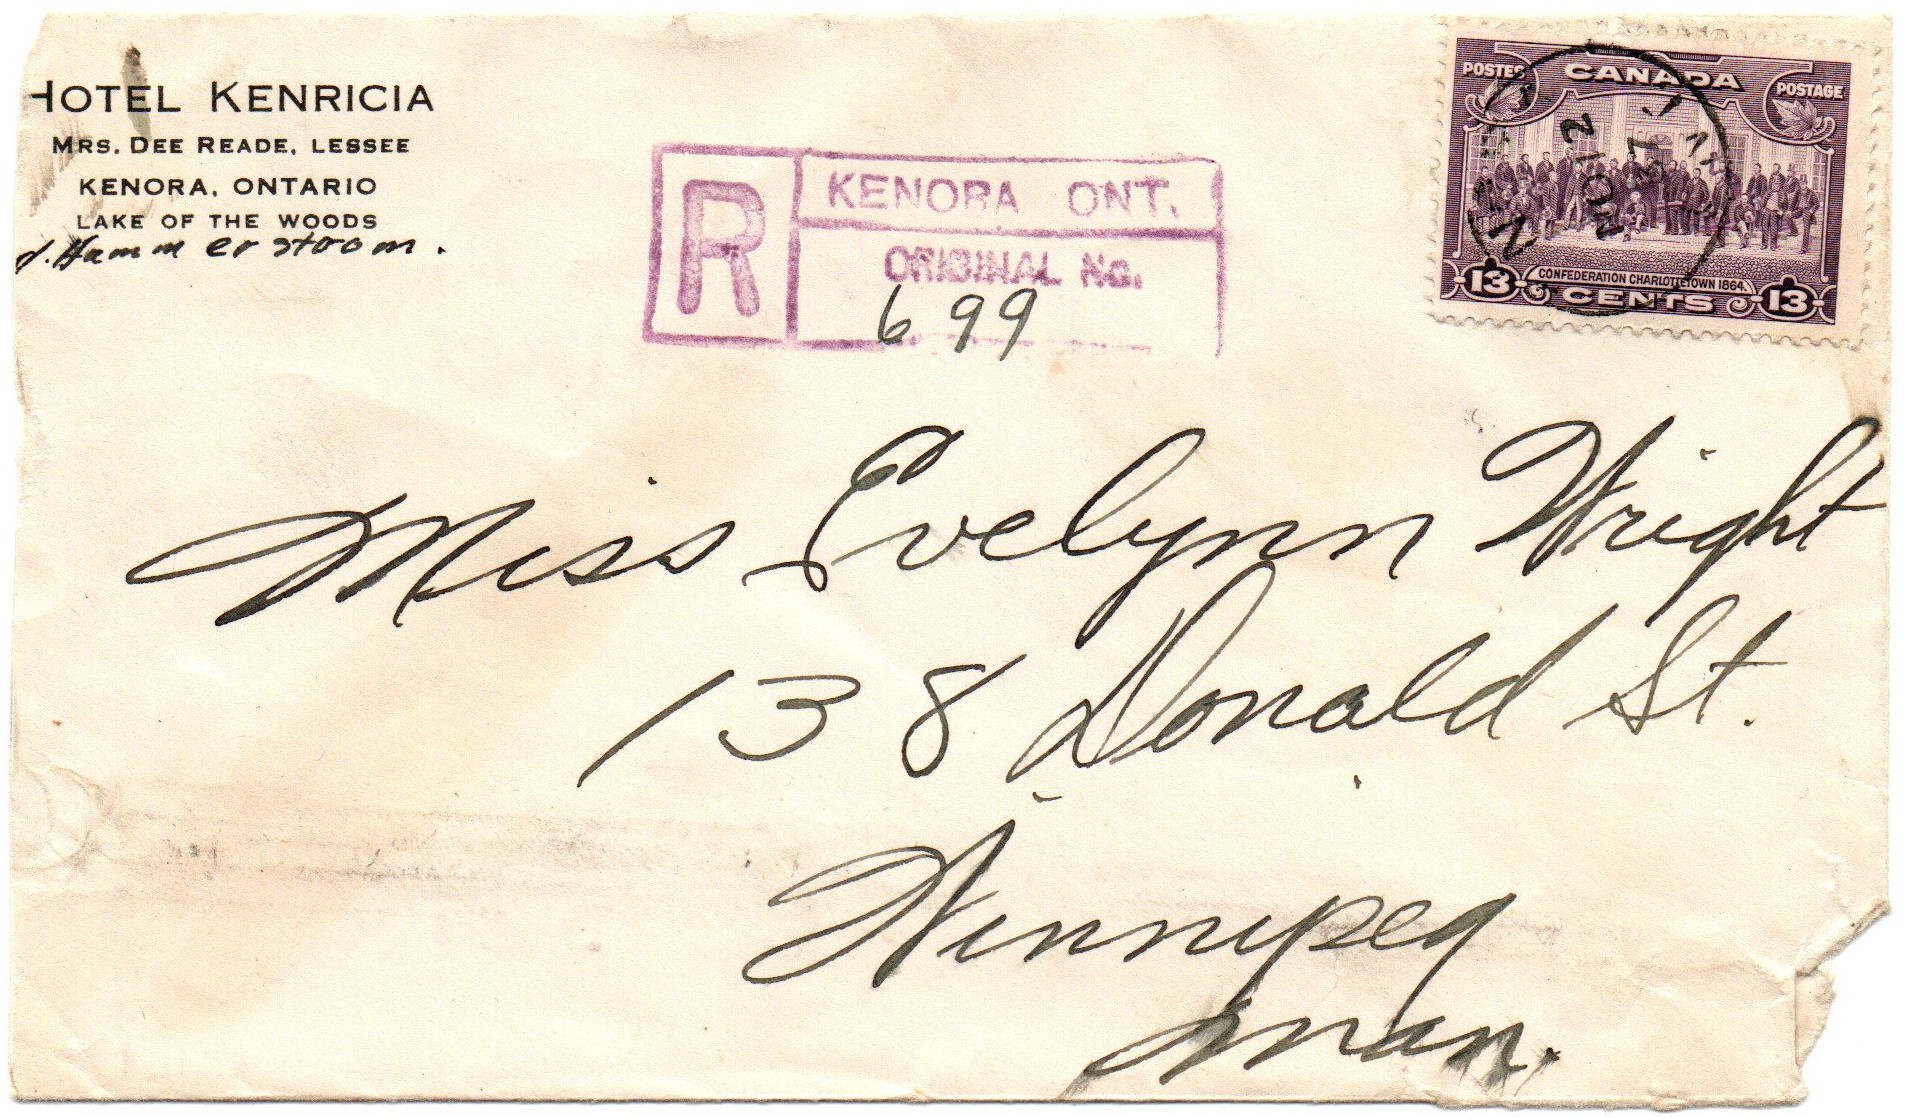 HOTEL KENRICIA
MRS. DEE READE, LESSEE
KENORA, ONTARIO
LAKE OF THE WOODS
Hammerstoom.
R
KENORA ONT.
ORIGINAL No.
699
POSTES CANADA POSTAGE
CONFEDERATION CHARLOTTETOWN 1864.
13 CENTS 13
Miss Evelynn Wright
138 Donald St.
Winnipeg
Man.